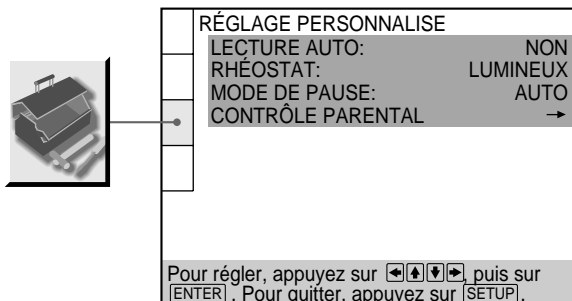 RÉGLAGE PERSONNALISE
LECTURE AUTO: NON
RHÉOSTAT: LUMINEUX
MODE DE PAUSE: AUTO
CONTRÔLE PARENTAL →
Pour régler, appuyez sur ←↑↓→, puis sur
ENTER . Pour quitter, appuyez sur SETUP .